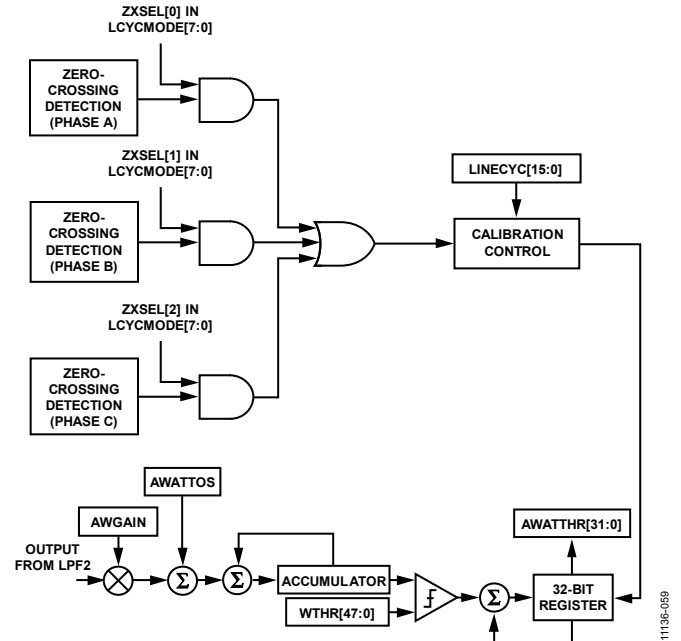 ZXSEL[0] IN
LCYCMODE[7:0]
ZERO-
CROSSING
DETECTION
(PHASE A)
ZXSEL[1] IN
LCYCMODE[7:0]
ZERO-
CROSSING
DETECTION
(PHASE B)
LINECYC[15:0]
CALIBRATION
CONTROL
ZXSEL[2] IN
LCYCMODE[7:0]
ZERO-
CROSSING
DETECTION
(PHASE C)
AWATTOS
AWGAIN
AWATTHR[31:0]
OUTPUT
FROM LPF2
Σ
Σ
ACCUMULATOR
WTHR[47:0]
Σ
32-BIT
REGISTER
11136-059